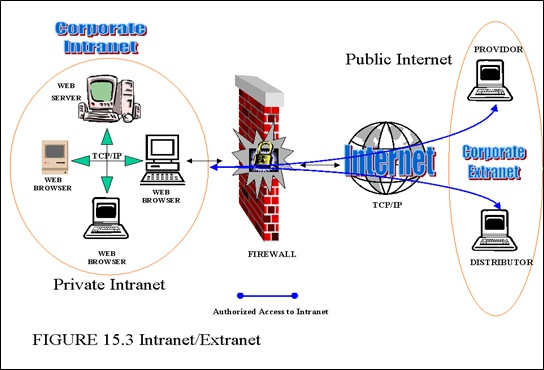 Corporate
Intranet
WEB
SERVER
TCP/IP
WEB
BROWSER
WEB
BROWSER
WEB
BROWSER
Private Intranet
FIREWALL
Public Internet
Internet
TCP/IP
PROVIDOR
Corporate
Extranet
DISTRIBUTOR
Authorized Access to Intranet
FIGURE 15.3 Intranet/Extranet